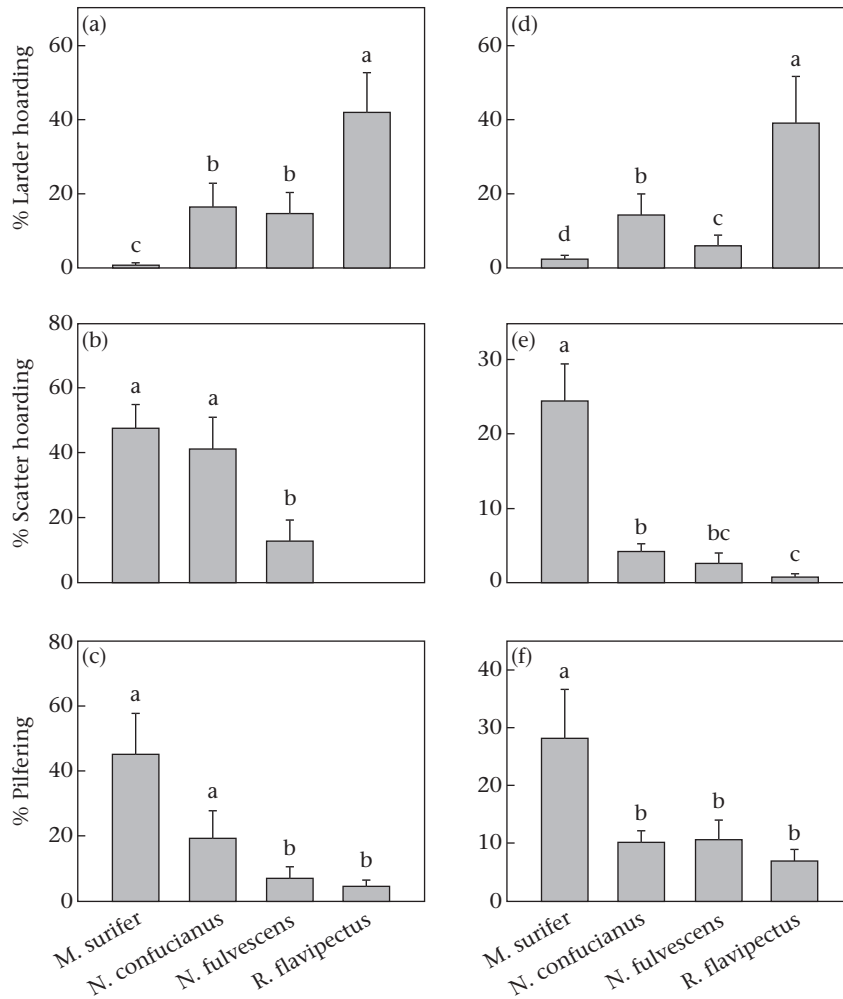 (a)
60
40
20
0
% Larder hoarding
c
b
b
a
(d)
60
40
20
0
d
b
c
a
(b)
80
60
40
20
0
% Scatter hoarding
a
a
b
(e)
30
20
10
0
a
b
bc
c
(c)
80
60
40
20
0
% Pilfering
a
a
b
b
(f)
40
30
20
10
0
a
b
b
b
M. surifer
N. confucianus
N. fulvescens
R. flavipectus
M. surifer
N. confucianus
N. fulvescens
R. flavipectus